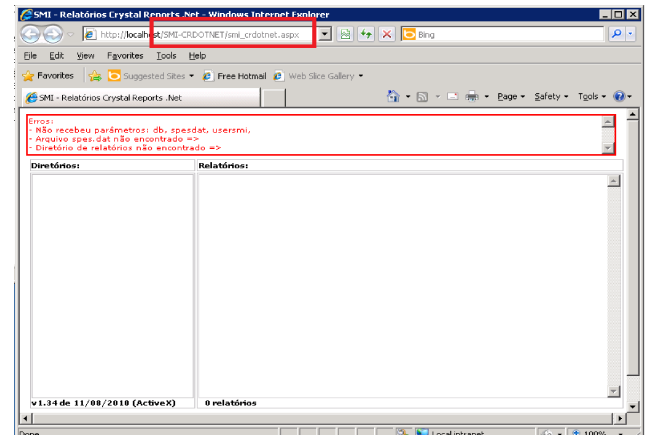 SMI - Relatórios Crystal Reports .Net - Windows Internet Explorer
http://localhost/SMI-CRDOTNET/smi_crdotnet.aspx
Bing
File Edit View Favorites Tools Help
Favorites Suggested Sites Free Hotmail Web Slice Gallery
SMI - Relatórios Crystal Reports .Net
Page Safety Tools
Erros:
- Não recebeu parâmetros: db, spesdat, usersmi,
- Arquivo spes.dat não encontrado =>
- Diretório de relatórios não encontrado =>
Diretórios: Relatórios:
v1.34 de 11/08/2010 (ActiveX) 0 relatórios
Done Local intranet 100%